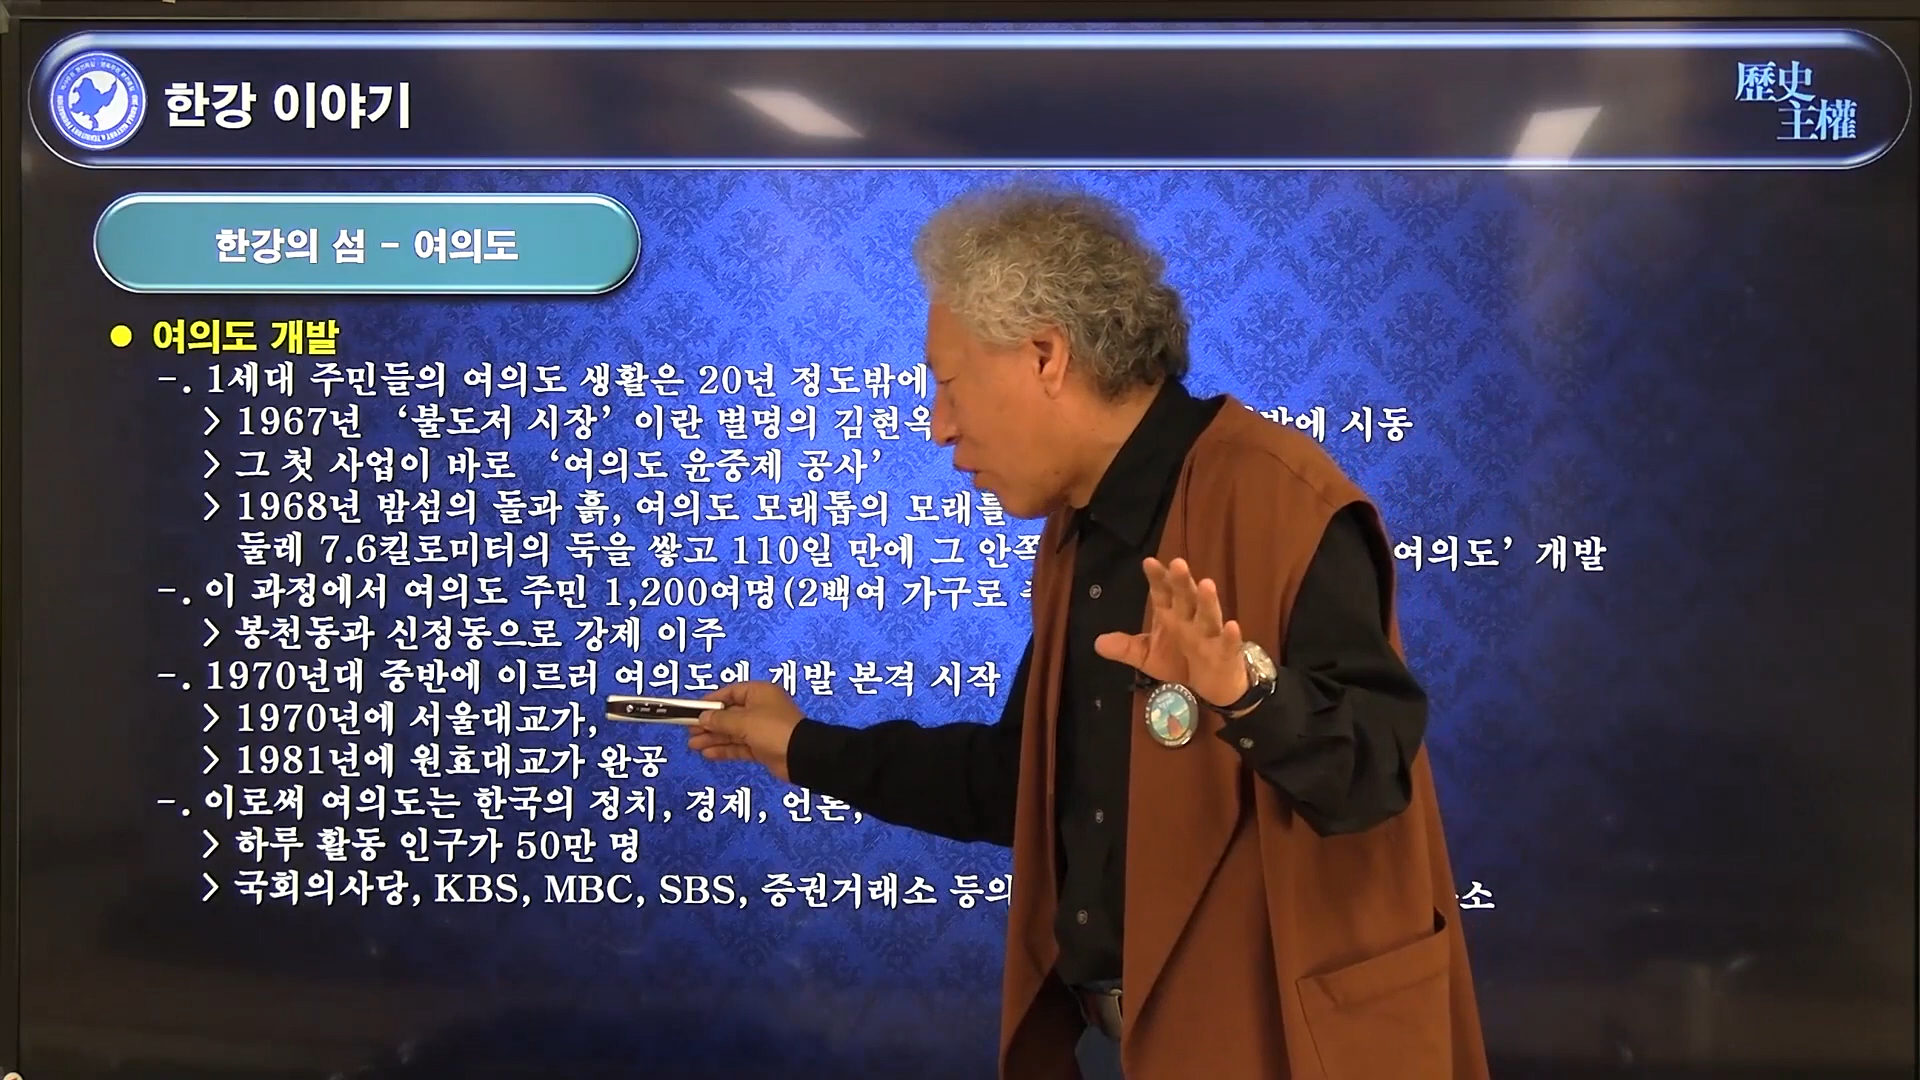 한강 이야기
歷史
主權
한강의 섬 - 여의도
● 여의도 개발
-. 1세대 주민들의 여의도 생활은 20년 정도밖에
> 1967년 ‘불도저 시장’이란 별명의 김현옥 시동
> 그 첫 사업이 바로 ‘여의도 윤중제 공사’
> 1968년 밤섬의 돌과 흙, 여의도 모래톱의 모래를
둘레 7.6킬로미터의 둑을 쌓고 110일 만에 그 여의도’ 개발
-. 이 과정에서 여의도 주민 1,200여명(2백여 가구로
> 봉천동과 신정동으로 강제 이주
-. 1970년대 중반에 이르러 여의도에 개발 본격 시작
> 1970년에 서울대교가,
> 1981년에 원효대교가 완공
-. 이로써 여의도는 한국의 정치, 경제, 언론,
> 하루 활동 인구가 50만 명
> 국회의사당, KBS, MBC, SBS, 증권거래소 등의